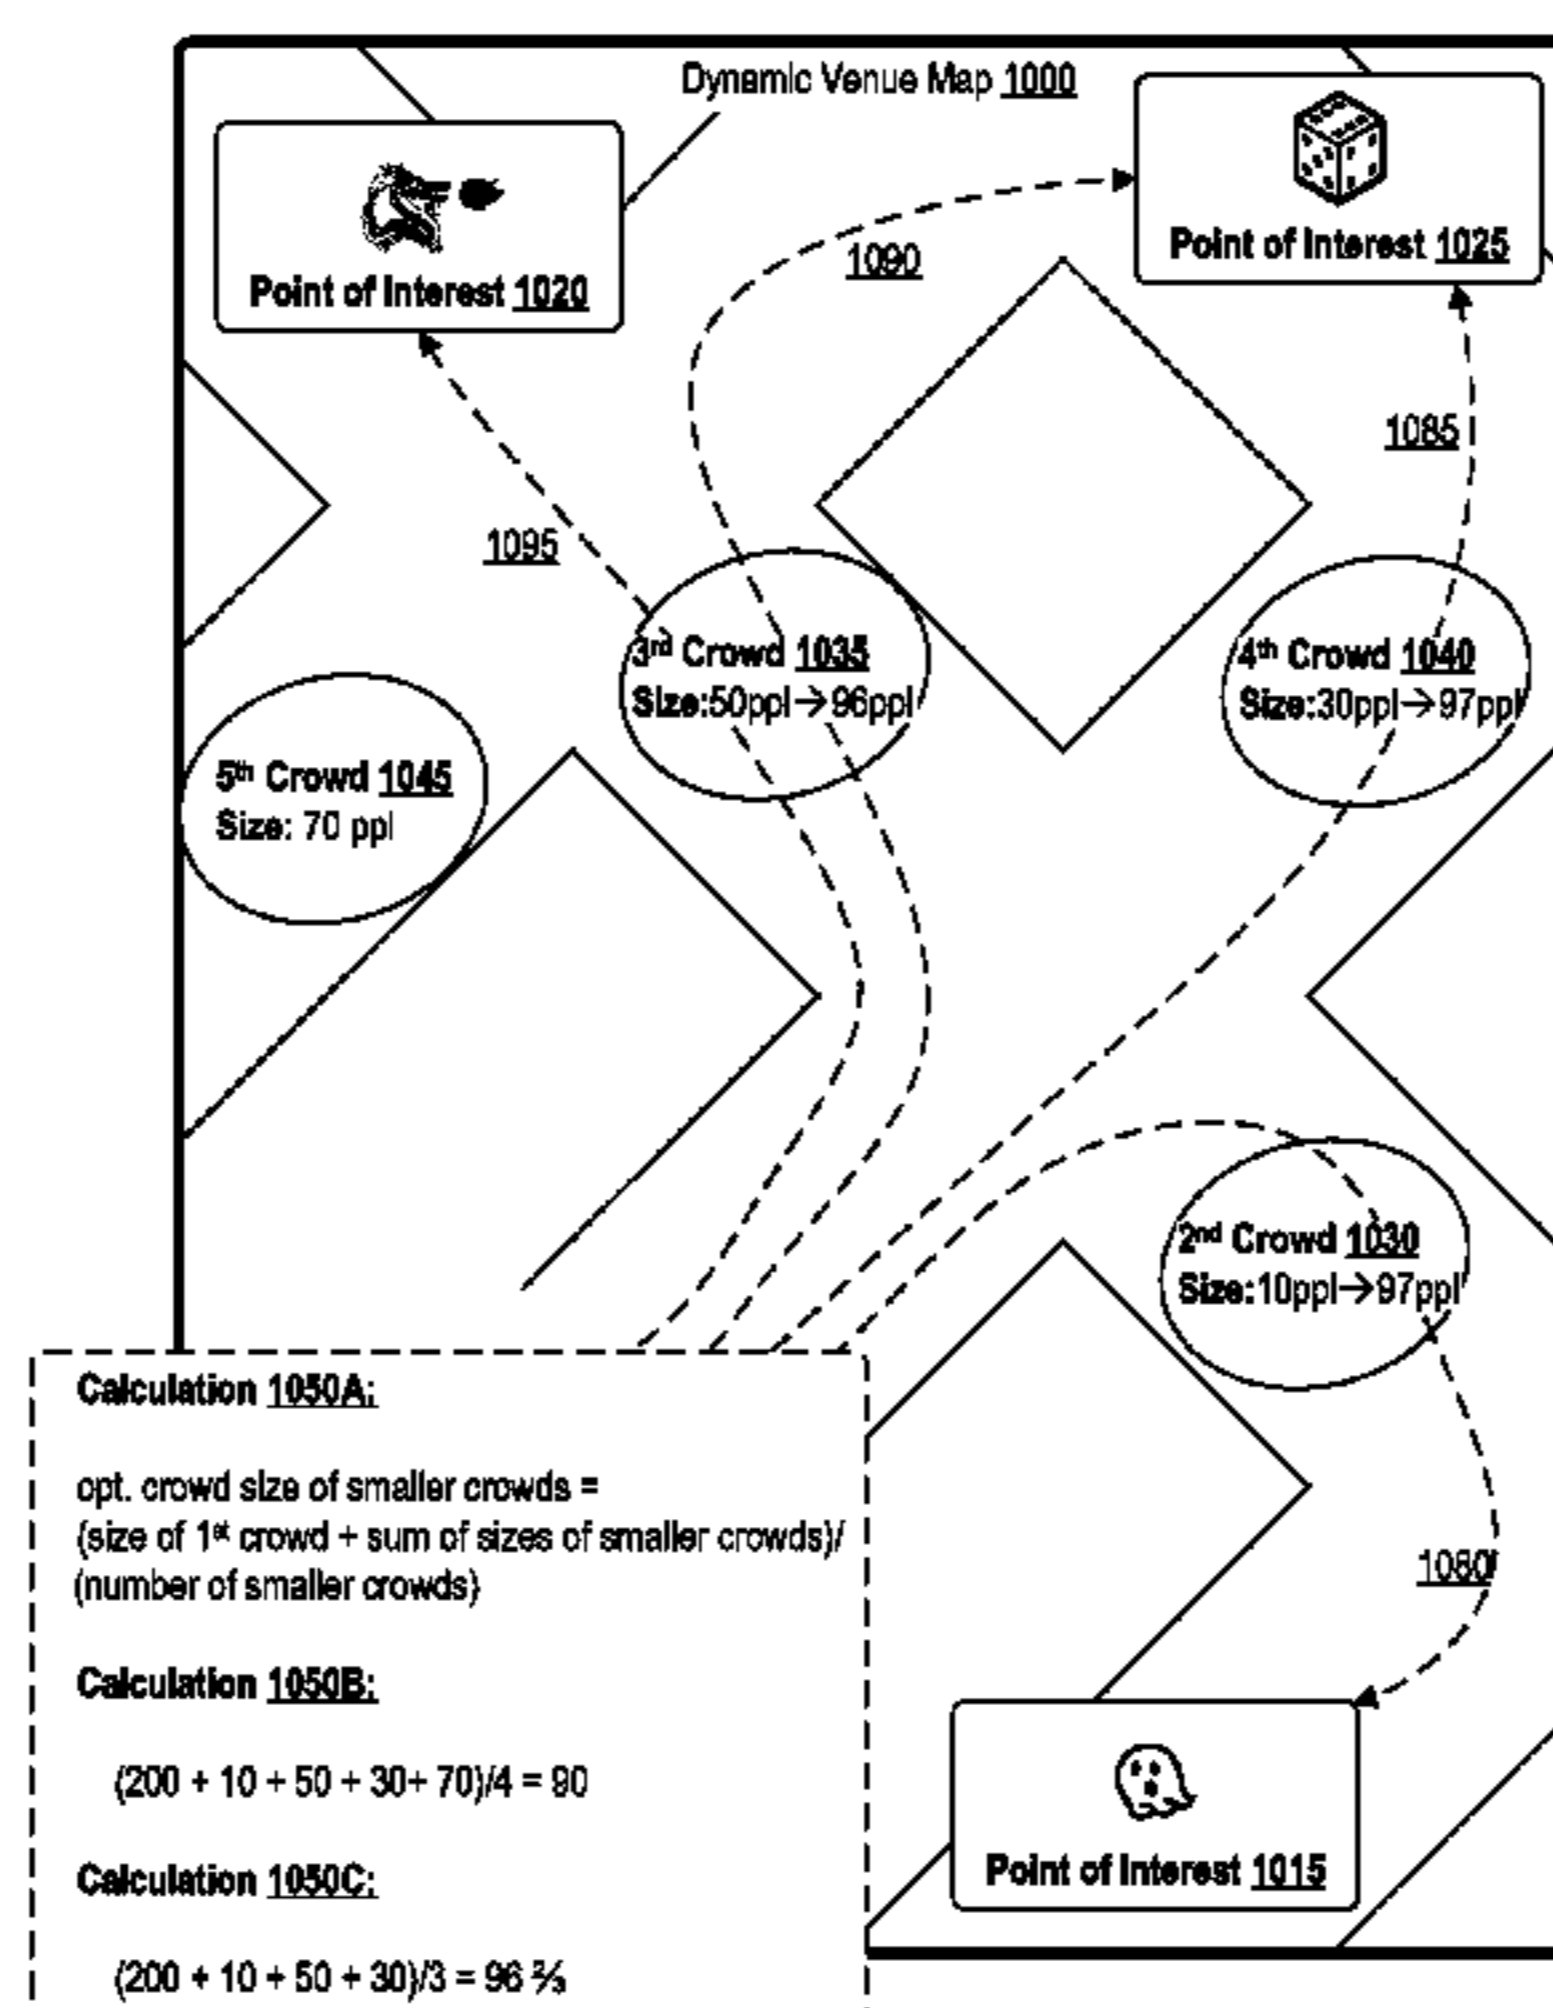 Dynamic Venue Map 1000
Point of Interest 1020
Point of Interest 1025
1090
1085
1095
3rd Crowd 1035
Size:50ppl→96ppl
4th Crowd 1040
Size:30ppl→97ppl
5th Crowd 1045
Size: 70 ppl
2nd Crowd 1030
Size:10ppl→97ppl
1080
Point of Interest 1015
Calculation 1050A:
opt. crowd size of smaller crowds =
(size of 1st crowd + sum of sizes of smaller crowds)/
(number of smaller crowds)
Calculation 1050B:
(200 + 10 + 50 + 30+ 70)/4 = 90
Calculation 1050C:
(200 + 10 + 50 + 30)/3 = 96 ⅔